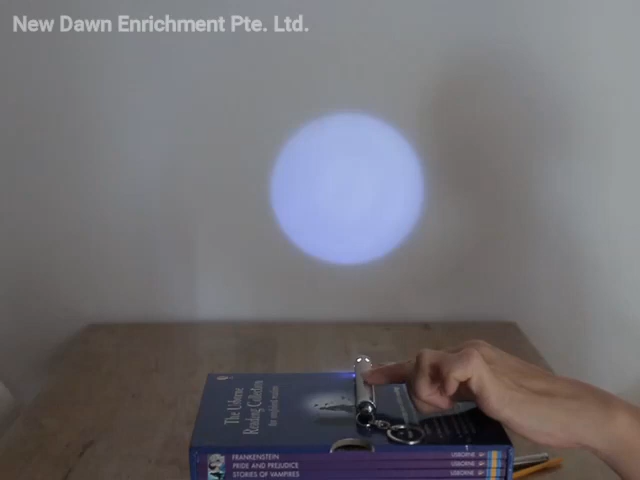 New Dawn Enrichment Pte. Ltd.
The Usborne
Reading Collection
FRANKENSTEIN
PRIDE AND PREJUDICE
STORIES OF VAMPIRES
USBORNE
USBORNE
USBORNE